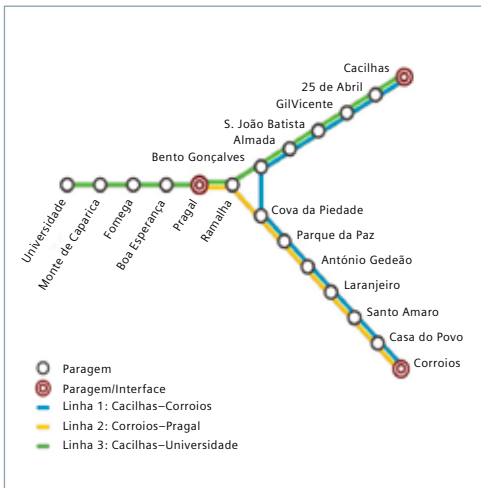 Cacilhas
25 de Abril
GilVicente
S. João Batista
Almada
Bento Gonçalves
Universidade
Monte de Caparica
Fomega
Boa Esperança
Pragal
Ramalha
Cova da Piedade
Parque da Paz
António Gedeão
Laranjeiro
Santo Amaro
Casa do Povo
Corroios
Paragem
Paragem/Interface
Linha 1: Cacilhas–Corroios
Linha 2: Corroios–Pragal
Linha 3: Cacilhas–Universidade